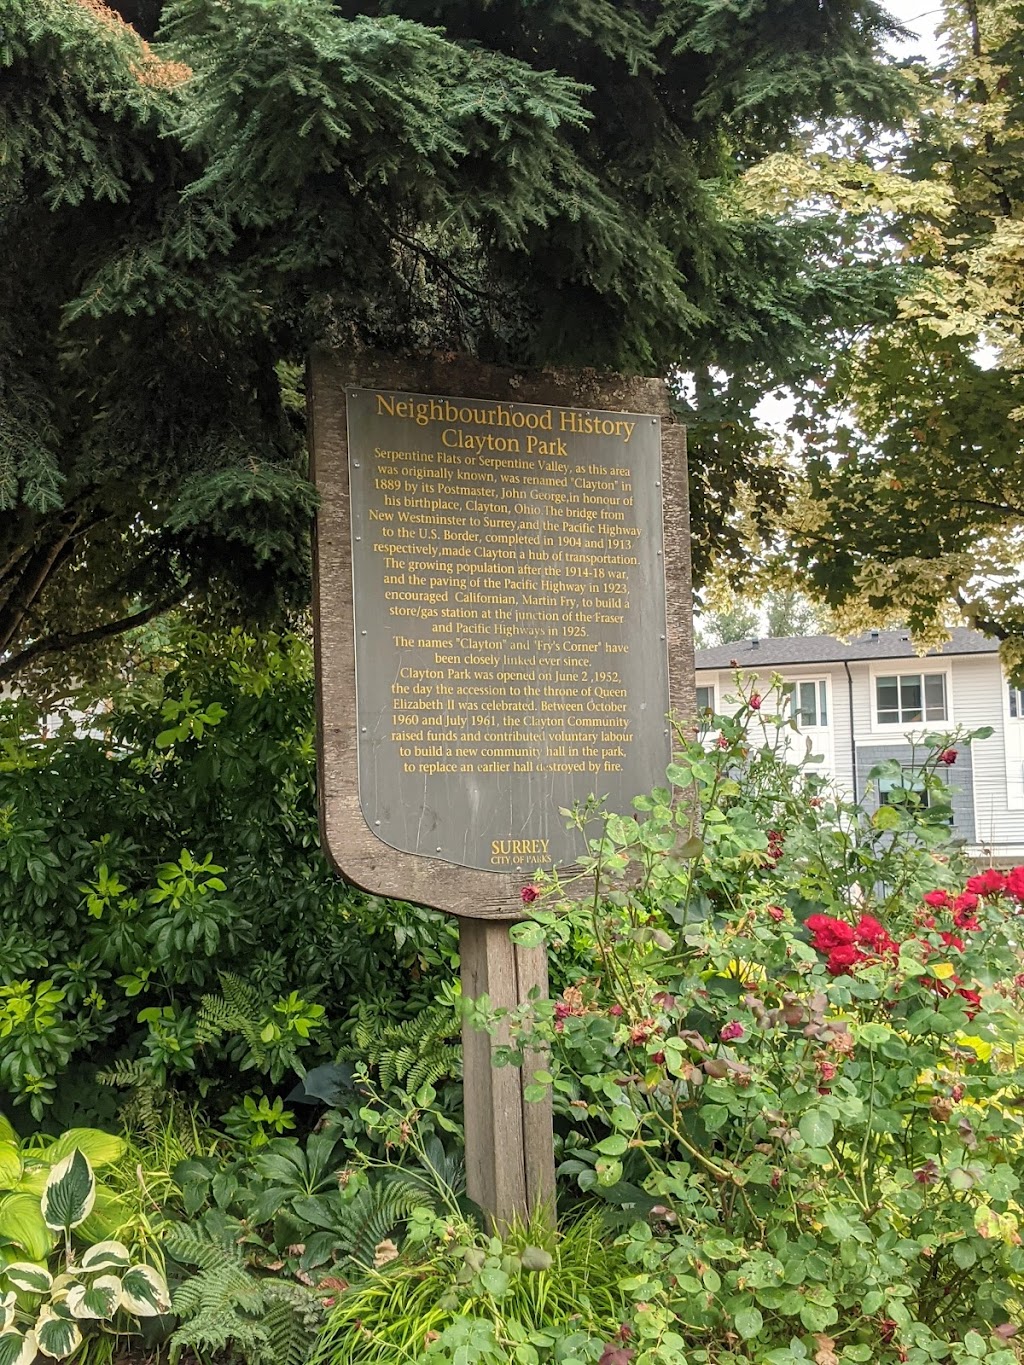 Neighbourhood History
Clayton Park
Serpentine Flats or Serpentine Valley, as this area
was originally known, was renamed "Clayton" in
1889 by its Postmaster, John George,in honour of
his birthplace, Clayton, Ohio.The bridge from
New Westminster to Surrey,and the Pacific Highway
to the U.S. Border, completed in 1904 and 1913
respectively,made Clayton a hub of transportation.
The growing population after the 1914-18 war,
and the paving of the Pacific Highway in 1923,
encouraged Californian, Martin Fry, to build a
store/gas station at the junction of the Fraser
and Pacific Highways in 1925.
The names "Clayton" and "Fry's Corner" have
been closely linked ever since.
Clayton Park was opened on June 2 ,1952,
the day the accession to the throne of Queen
Elizabeth II was celebrated. Between October
1960 and July 1961, the Clayton Community
raised funds and contributed voluntary labour
to build a new community hall in the park,
to replace an earlier hall destroyed by fire.
SURREY
CITY OF PARKS